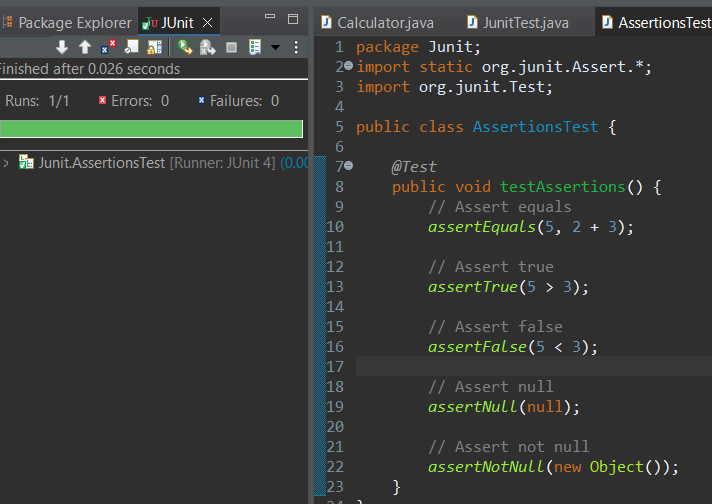 Package Explorer JUnit
Finished after 0.026 seconds
Runs: 1/1 Errors: 0 Failures: 0
Junit.AssertionsTest [Runner: JUnit 4] (0.00
Calculator.java JunitTest.java AssertionsTest
1 package Junit;
2 import static org.junit.Assert.*;
3 import org.junit.Test;
4
5 public class AssertionsTest {
6
7 @Test
8 public void testAssertions() {
9 // Assert equals
10 assertEquals(5, 2 + 3);
11
12 // Assert true
13 assertTrue(5 > 3);
14
15 // Assert false
16 assertFalse(5 < 3);
17
18 // Assert null
19 assertNull(null);
20
21 // Assert not null
22 assertNotNull(new Object());
23 }
24 }